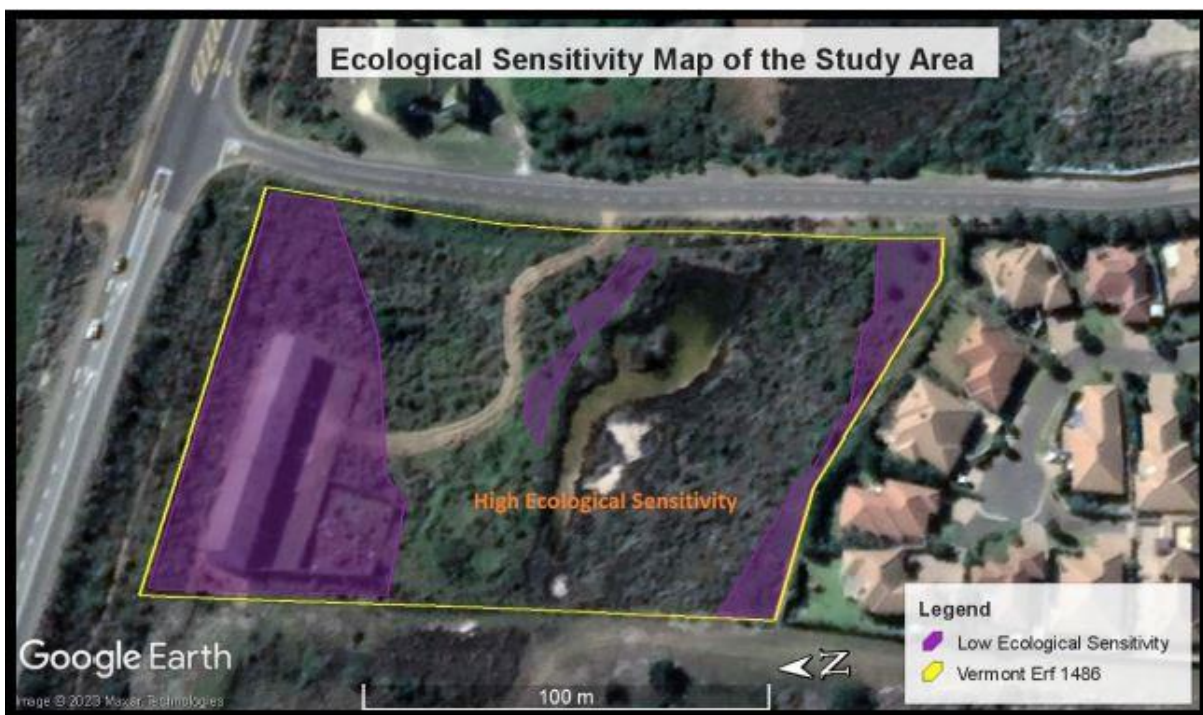 Ecological Sensitivity Map of the Study Area
High Ecological Sensitivity
Legend
Low Ecological Sensitivity
Vermont Erf 1486
Google Earth
N
100 m
Image © 2023 Maxar Technologies